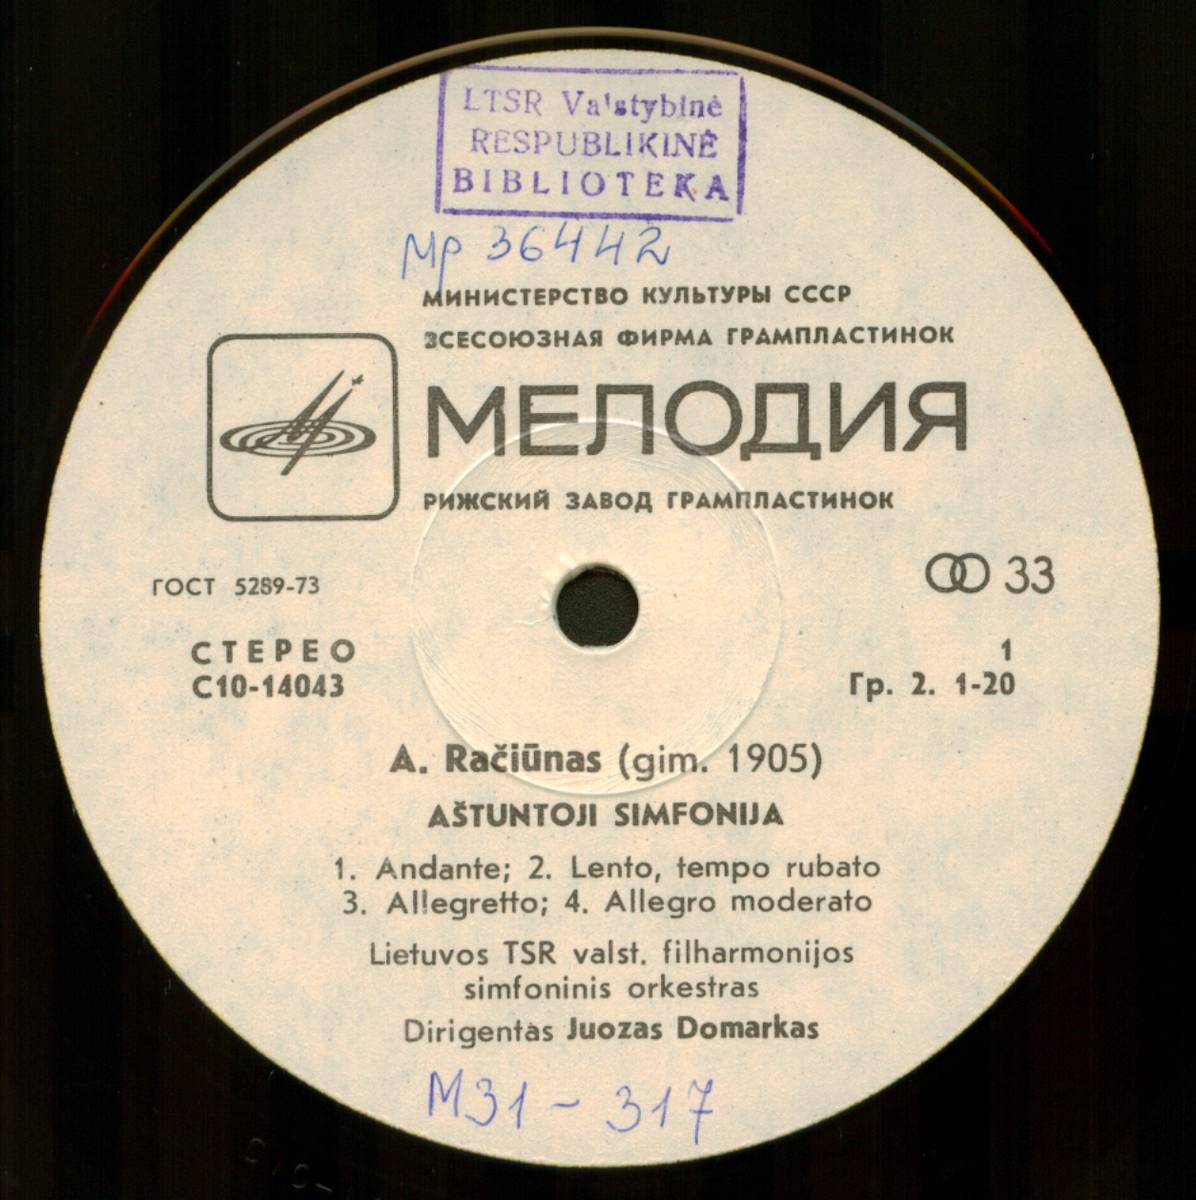 LTSR Valstybinė
RESPUBLIKINĖ
BIBLIOTEKA
Mp 36442
МИНИСТЕРСТВО КУЛЬТУРЫ СССР
ВСЕСОЮЗНАЯ ФИРМА ГРАМПЛАСТИНОК
МЕЛОДИЯ
РИЖСКИЙ ЗАВОД ГРАМПЛАСТИНОК
ГОСТ 5289-73
33
СТЕРЕО
1
С10-14043
Гр. 2. 1-20
A. Račiūnas (gim. 1905)
AŠTUNTOJI SIMFONIJA
1. Andante; 2. Lento, tempo rubato
3. Allegretto; 4. Allegro moderato
Lietuvos TSR valst. filharmonijos
simfoninis orkestras
Dirigentas Juozas Domarkas
M31 - 317